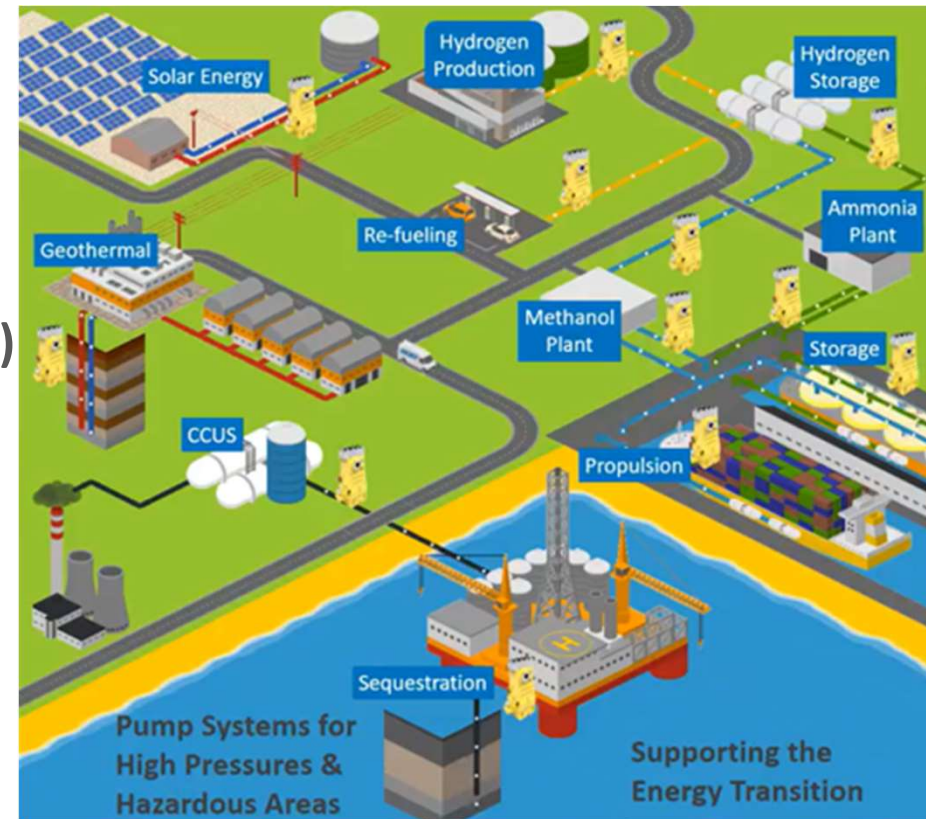 Solar Energy
Hydrogen
Production
Hydrogen
Storage
Re-fueling
Ammonia
Plant
Geothermal
)
Methanol
Plant
Storage
CCUS
Propulsion
H
Sequestration
Pump Systems for
High Pressures &
Hazardous Areas
Supporting the
Energy Transition